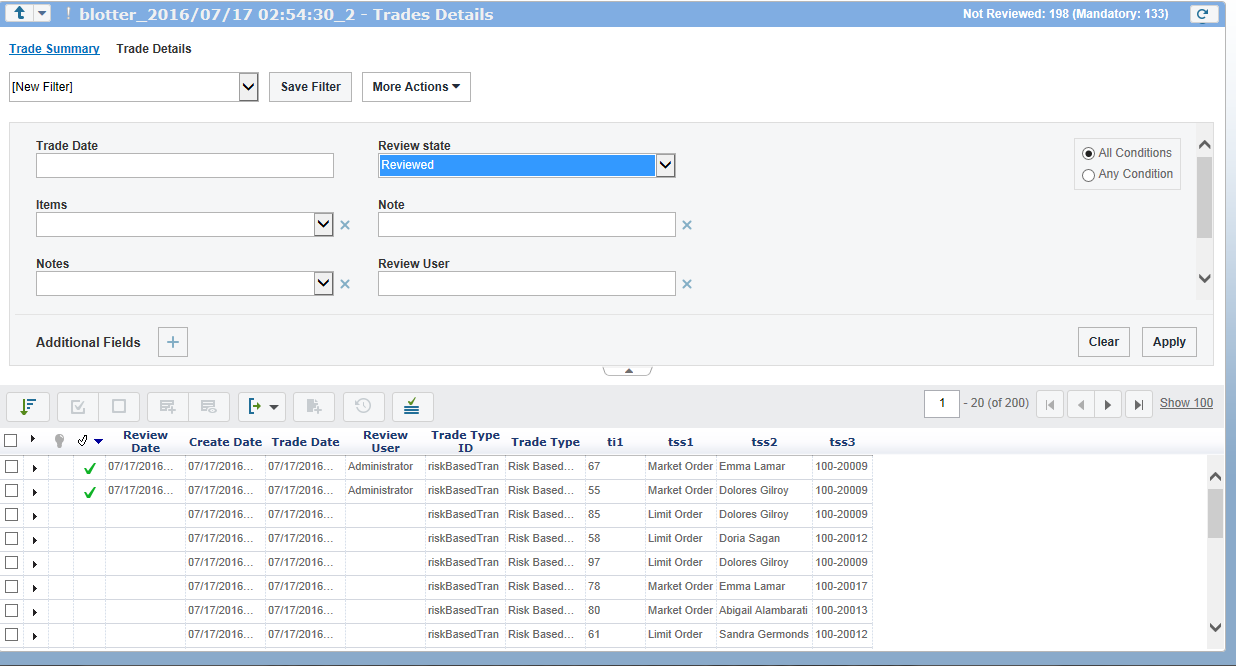 ! blotter_2016/07/17 02:54:30_2 - Trades Details Not Reviewed: 198 (Mandatory: 133)
Trade Summary Trade Details
[New Filter] Save Filter More Actions
Trade Date Review state
Reviewed
All Conditions
Any Condition
Items Note
Notes Review User
Additional Fields + Clear Apply
1 - 20 (of 200) Show 100
Review Date Create Date Trade Date Review User Trade Type ID Trade Type ti1 tss1 tss2 tss3
07/17/2016... 07/17/2016... 07/17/2016... Administrator riskBasedTran Risk Based... 67 Market Order Emma Lamar 100-20009
07/17/2016... 07/17/2016... 07/17/2016... Administrator riskBasedTran Risk Based... 55 Market Order Dolores Gilroy 100-20009
07/17/2016... 07/17/2016... riskBasedTran Risk Based... 85 Limit Order Dolores Gilroy 100-20009
07/17/2016... 07/17/2016... riskBasedTran Risk Based... 58 Limit Order Doria Sagan 100-20012
07/17/2016... 07/17/2016... riskBasedTran Risk Based... 97 Limit Order Dolores Gilroy 100-20009
07/17/2016... 07/17/2016... riskBasedTran Risk Based... 78 Market Order Emma Lamar 100-20017
07/17/2016... 07/17/2016... riskBasedTran Risk Based... 80 Market Order Abigail Alambarati 100-20013
07/17/2016... 07/17/2016... riskBasedTran Risk Based... 61 Limit Order Sandra Germonds 100-20012